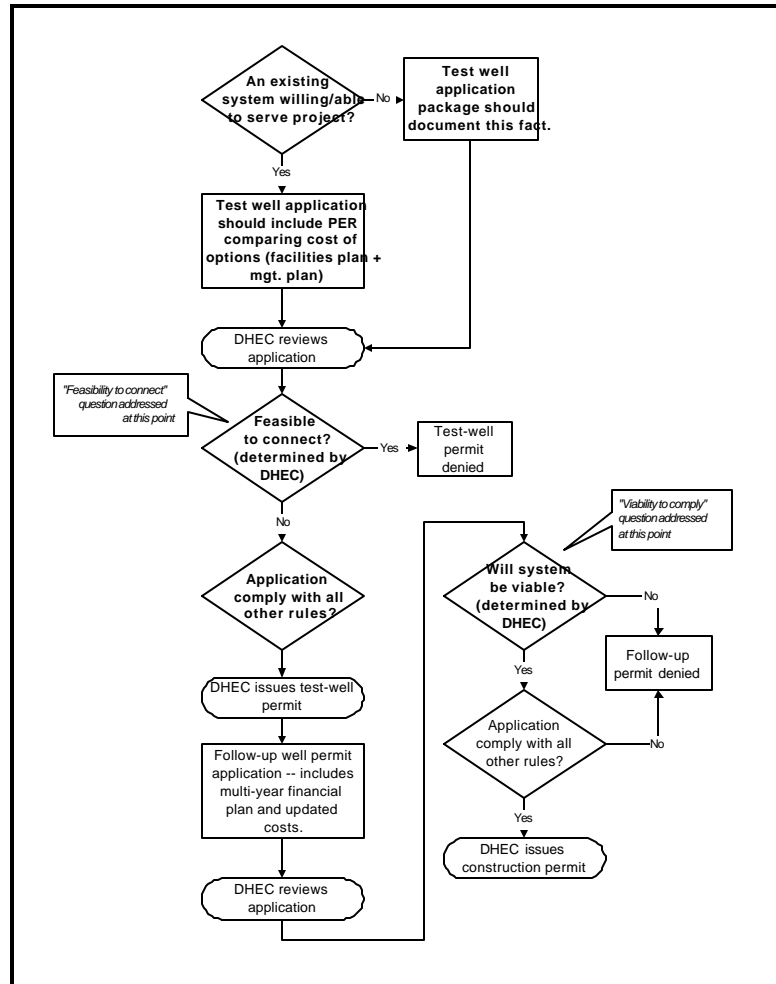 An existing
system willing/able
to serve project?
No
Test well
application
package should
document this fact.
Yes
Test well application
should include PER
comparing cost of
options (facilities plan +
mgt. plan)
DHEC reviews
application
"Feasibility to connect"
question addressed
at this point
Feasible
to connect?
(determined by
DHEC)
Yes
Test-well
permit
denied
No
Application
comply with all
other rules?
DHEC issues test-well
permit
Follow-up well permit
application -- includes
multi-year financial
plan and updated
costs.
DHEC reviews
application
"Viability to comply"
question addressed
at this point
Will system
be viable?
(determined by
DHEC)
No
Follow-up
permit denied
Yes
Application
comply with all
other rules?
No
Yes
DHEC issues
construction permit